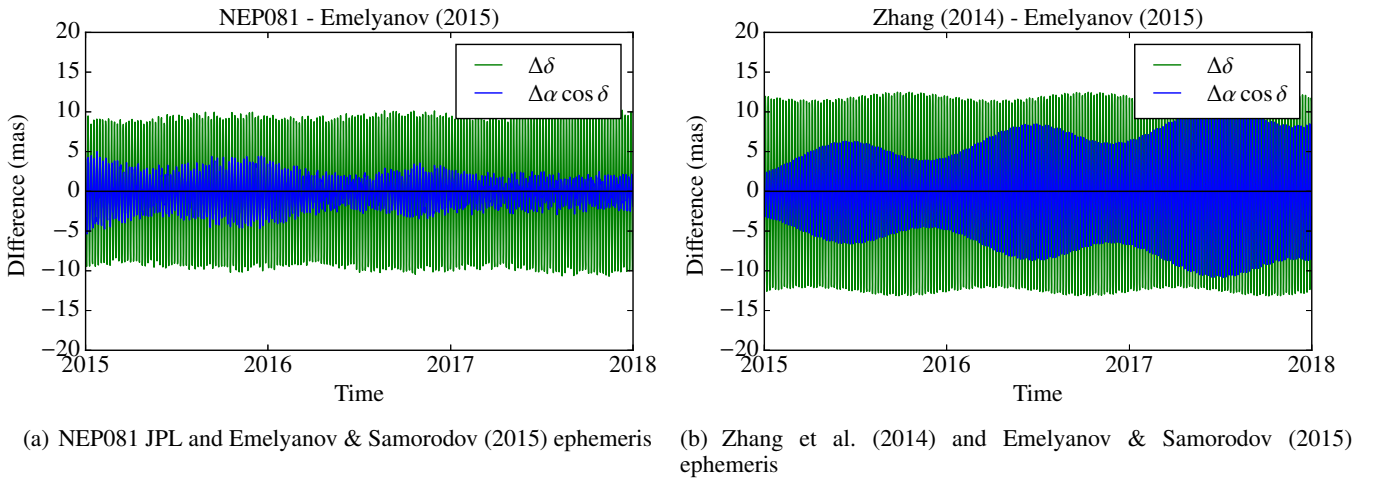 NEP081 - Emelyanov (2015)
20
15
10
5
0
−5
−10
−15
−20
DIfference (mas)
Δδ
Δα cos δ
2015
2016
2017
2018
Time
(a) NEP081 JPL and Emelyanov & Samorodov (2015) ephemeris
Zhang (2014) - Emelyanov (2015)
20
15
10
5
0
−5
−10
−15
−20
Difference (mas)
Δδ
Δα cos δ
2015
2016
2017
2018
Time
(b) Zhang et al. (2014) and Emelyanov & Samorodov (2015)
ephemeris